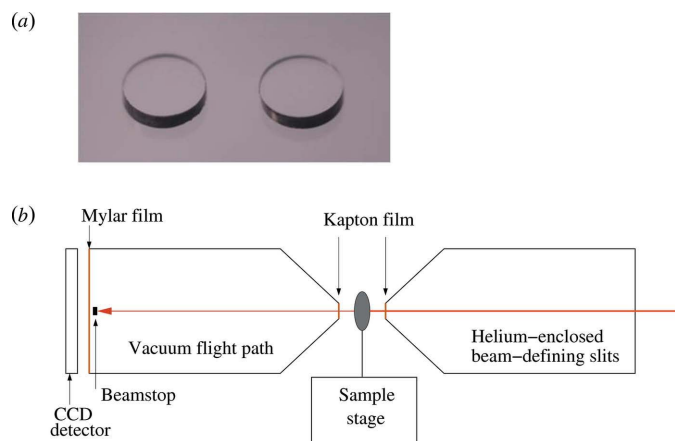 (a)
(b)
Mylar film
Kapton film
Vacuum flight path
Helium−enclosed
beam−defining slits
Beamstop
CCD
detector
Sample
stage